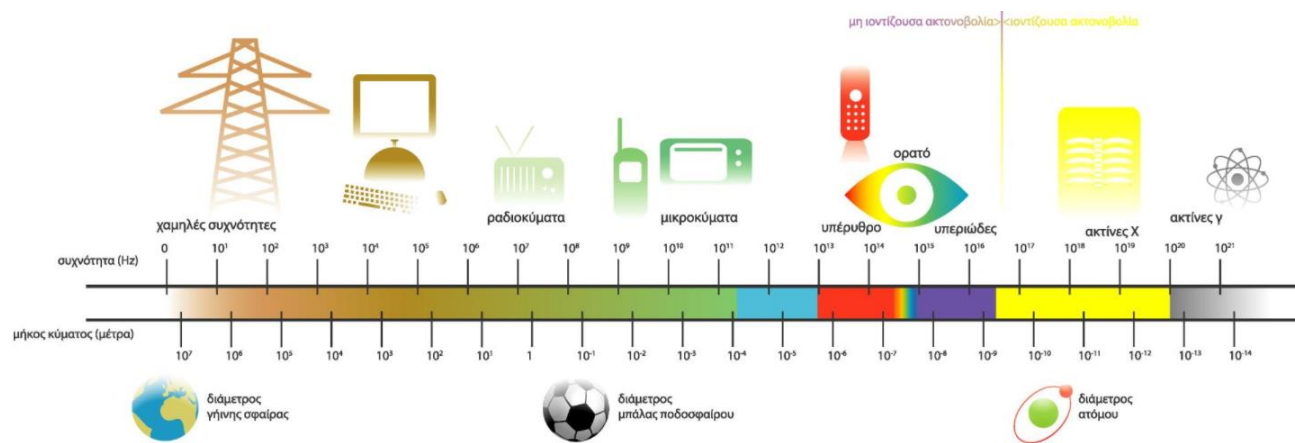 μη ιοντίζουσα ακτονοβολία><ιοντίζουσα ακτονοβολία
ορατό
χαμηλές συχνότητες
ραδιοκύματα
μικροκύματα
υπέρυθρο
υπεριώδες
ακτίνες Χ
ακτίνες γ
συχνότητα (Hz)
0 10¹ 10² 10³ 10⁴ 10⁵ 10⁶ 10⁷ 10⁸ 10⁹ 10¹⁰ 10¹¹ 10¹² 10¹³ 10¹⁴ 10¹⁵ 10¹⁶ 10¹⁷ 10¹⁸ 10¹⁹ 10²⁰ 10²¹
μήκος κύματος (μέτρα)
10⁷ 10⁶ 10⁵ 10⁴ 10³ 10² 10¹ 1 10⁻¹ 10⁻² 10⁻³ 10⁻⁴ 10⁻⁵ 10⁻⁶ 10⁻⁷ 10⁻⁸ 10⁻⁹ 10⁻¹⁰ 10⁻¹¹ 10⁻¹² 10⁻¹³ 10⁻¹⁴
διάμετρος
γήινης σφαίρας
διάμετρος
μπάλας ποδοσφαίρου
διάμετρος
ατόμου